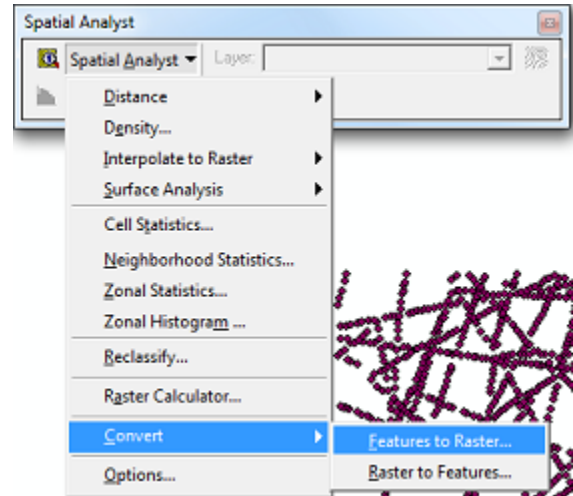 Spatial Analyst
Spatial Analyst Layer:
Distance
Density...
Interpolate to Raster
Surface Analysis
Cell Statistics...
Neighborhood Statistics...
Zonal Statistics...
Zonal Histogram ...
Reclassify...
Raster Calculator...
Convert
Features to Raster...
Options...
Raster to Features...